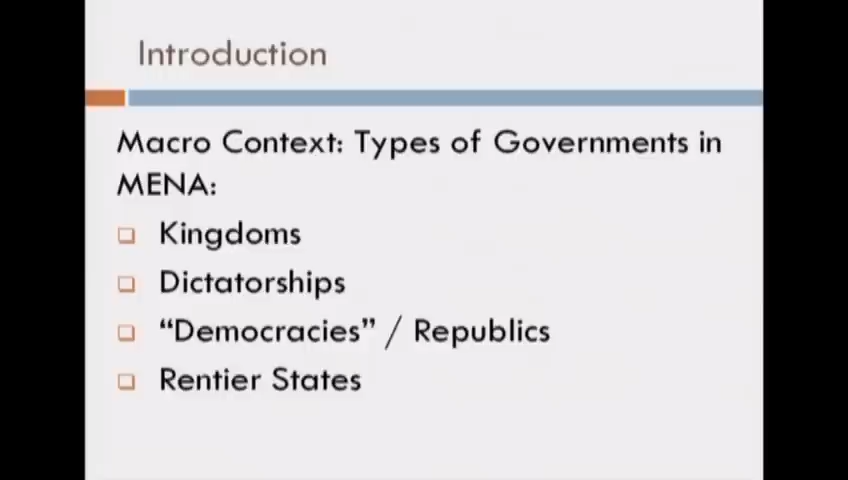 Introduction
Macro Context: Types of Governments in
MENA:
Kingdoms
Dictatorships
“Democracies” / Republics
Rentier States